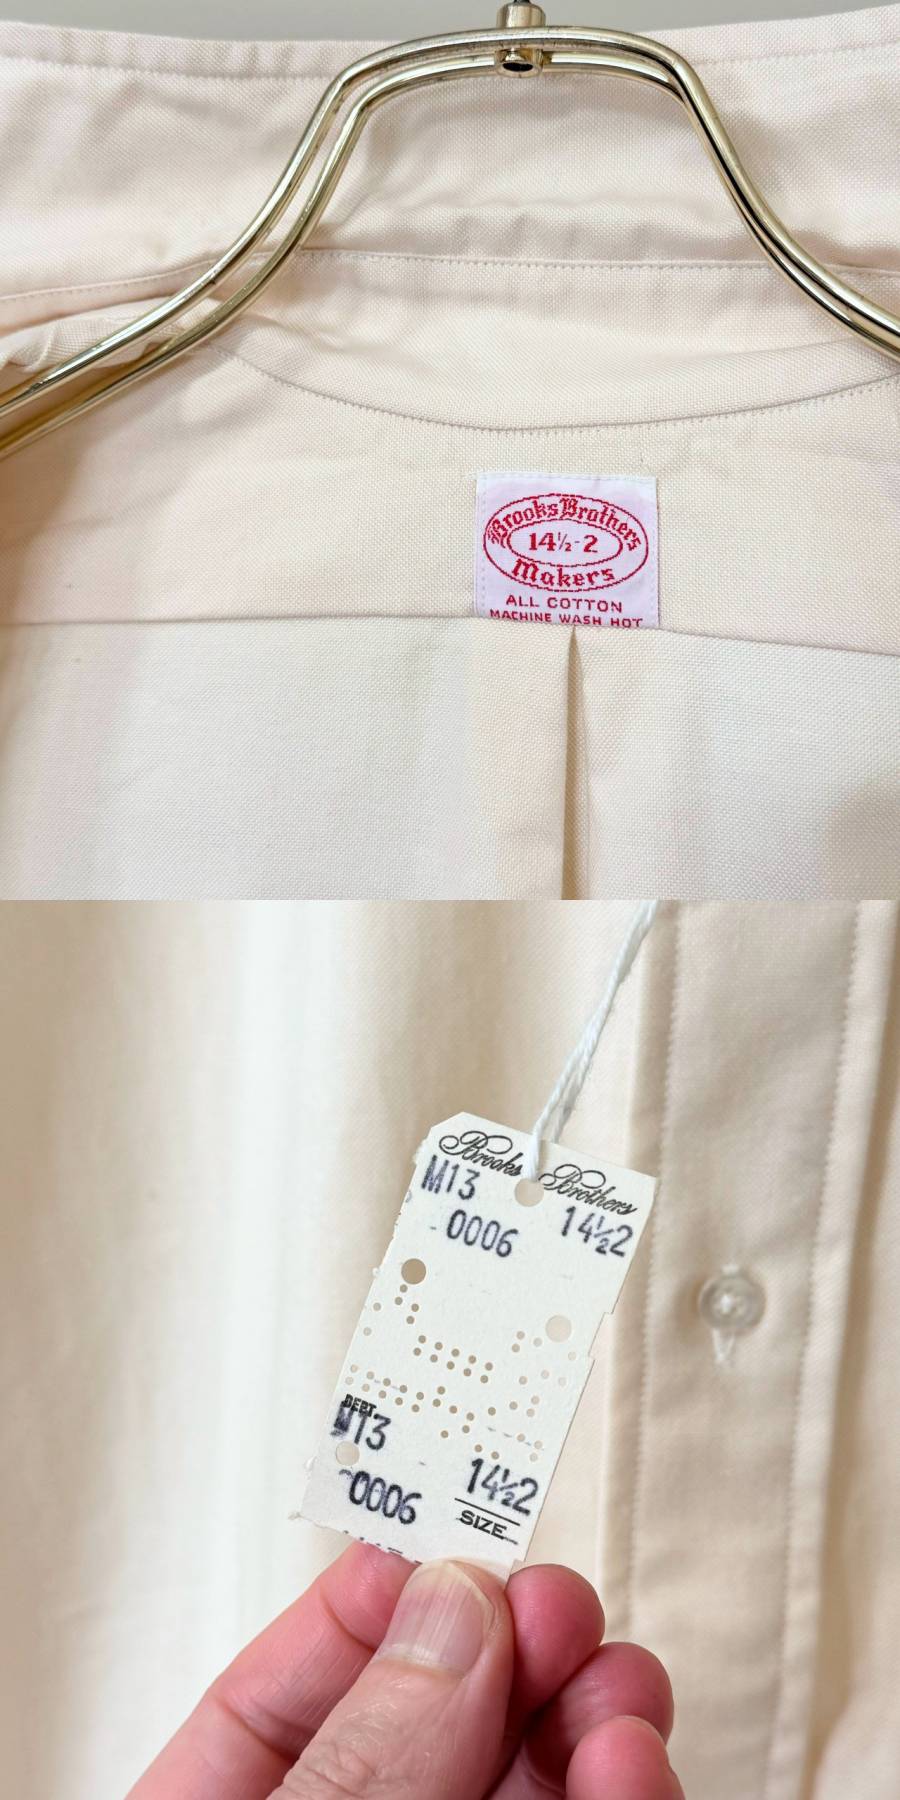 Brooks Brothers
14½-2
Makers
ALL COTTON
MACHINE WASH HOT
Brooks Brothers
M13
0006
14½2
DEPT
M13
0006
14½2
SIZE